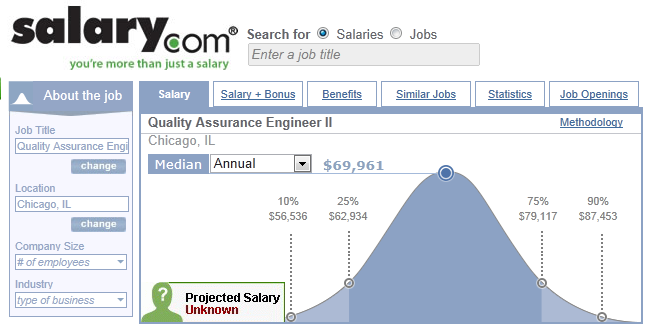 salary.com®
you're more than just a salary
Search for Salaries Jobs
Enter a job title
About the job
Job Title
Quality Assurance Engi
change
Location
Chicago, IL
change
Company Size
# of employees
Industry
type of business
Salary
Salary + Bonus
Benefits
Similar Jobs
Statistics
Job Openings
Quality Assurance Engineer II
Methodology
Chicago, IL
Median Annual $69,961
10% 25% 75% 90%
$56,536 $62,934 $79,117 $87,453
?
Projected Salary
Unknown